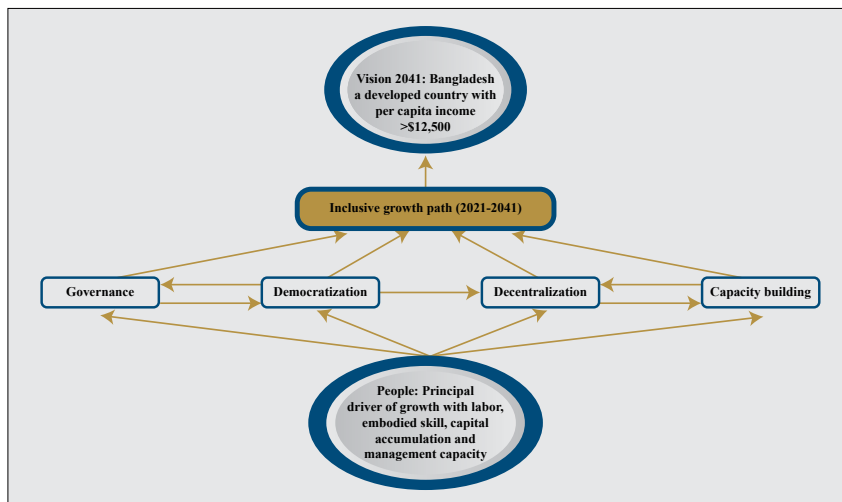 Vision 2041: Bangladesh
a developed country with
per capita income
>$12,500
Inclusive growth path (2021-2041)
Governance
Democratization
Decentralization
Capacity building
People: Principal
driver of growth with labor,
embodied skill, capital
accumulation and
management capacity